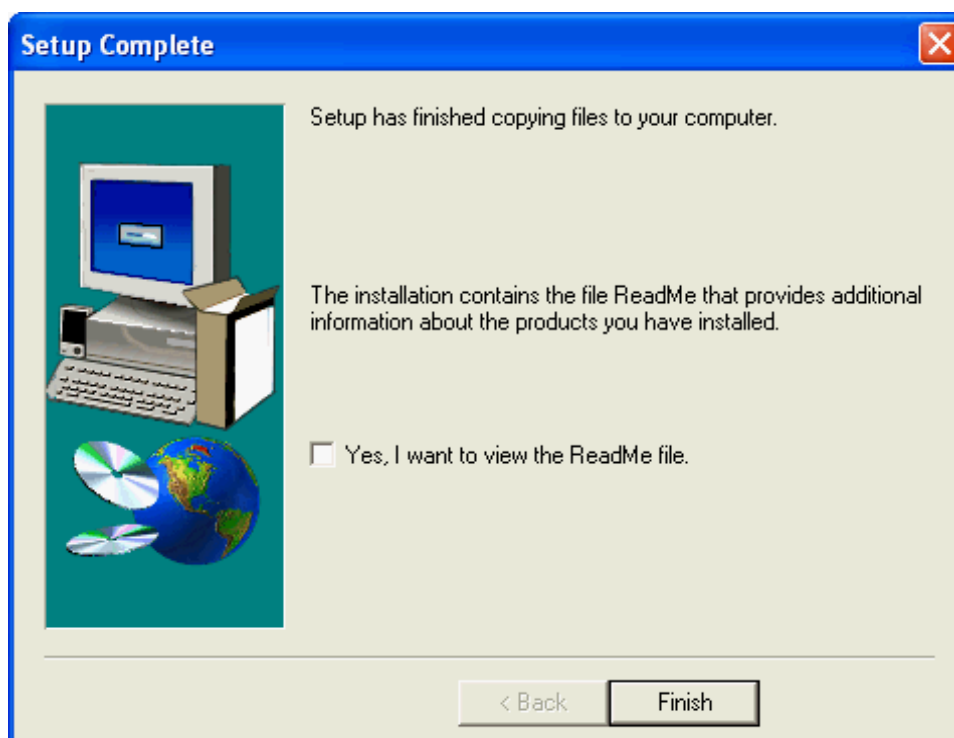 Setup Complete
Setup has finished copying files to your computer.
The installation contains the file ReadMe that provides additional
information about the products you have installed.
Yes, I want to view the ReadMe file.
< Back
Finish